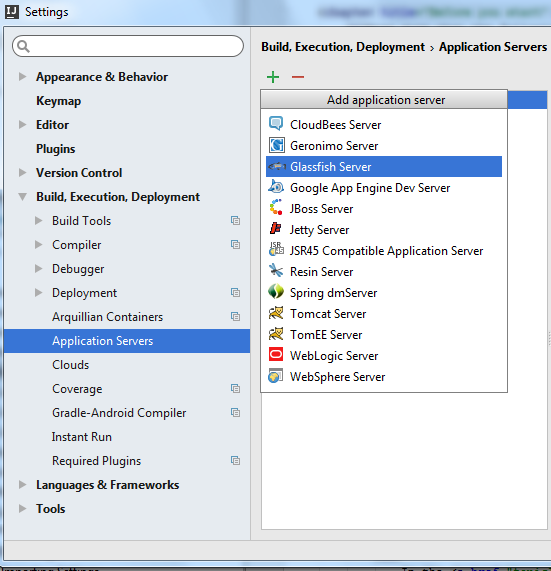 Settings
Build, Execution, Deployment › Application Servers
Appearance & Behavior
Keymap
Editor
Plugins
Version Control
Build, Execution, Deployment
Build Tools
Compiler
Debugger
Deployment
Arquillian Containers
Application Servers
Clouds
Coverage
Gradle-Android Compiler
Instant Run
Required Plugins
Languages & Frameworks
Tools
Add application server
CloudBees Server
Geronimo Server
Glassfish Server
Google App Engine Dev Server
JBoss Server
Jetty Server
JSR45 Compatible Application Server
Resin Server
Spring dmServer
Tomcat Server
TomEE Server
WebLogic Server
WebSphere Server